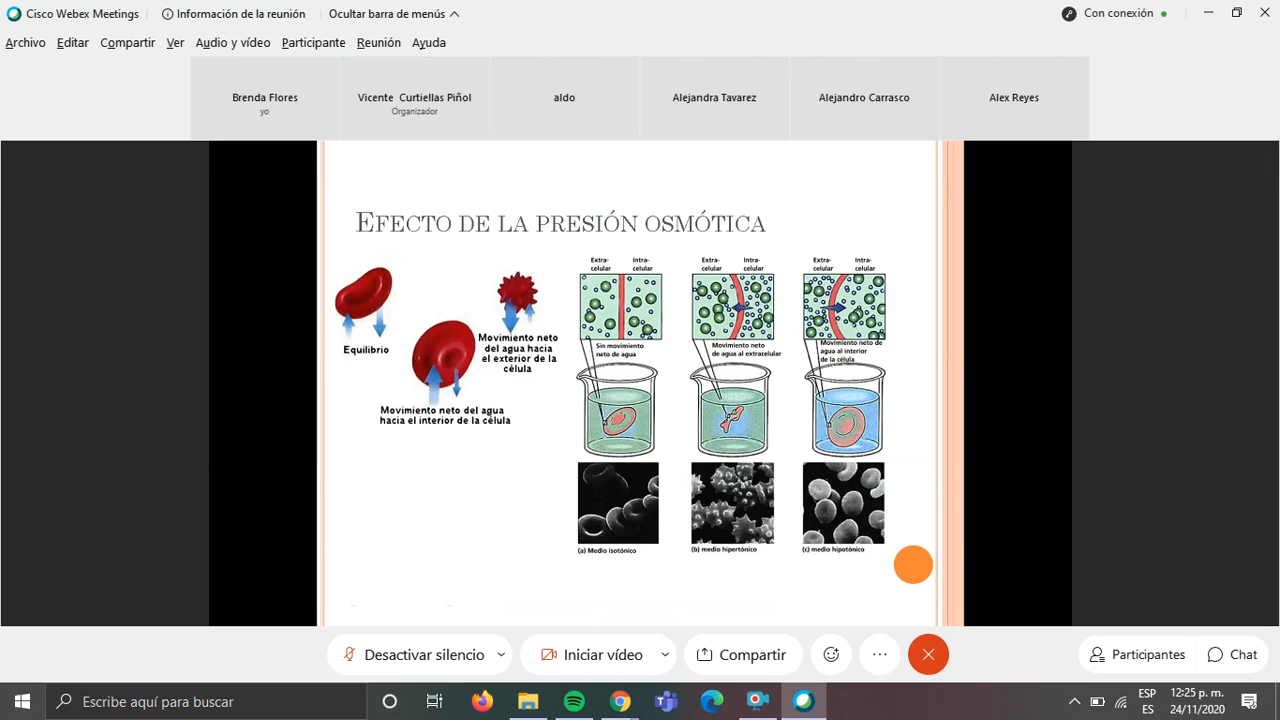 Cisco Webex Meetings
Información de la reunión
Ocultar barra de menús
Con conexión
Archivo
Editar
Compartir
Ver
Audio y vídeo
Participante
Reunión
Ayuda
Brenda Flores
yo
Vicente Curtiellas Piñol
Organizador
aldo
Alejandra Tavarez
Alejandro Carrasco
Alex Reyes
EFECTO DE LA PRESIÓN OSMÓTICA
Equilibrio
Movimiento neto
del agua hacia
el exterior de la
célula
Movimiento neto del agua
hacia el interior de la célula
Extra-
celular
Intra-
celular
Sin movimiento
neto de agua
(a) Medio isotónico
Extra-
celular
Intra-
celular
Movimiento neto
de agua al extracelular
(b) medio hipertónico
Extra-
celular
Intra-
celular
Movimiento neto de
agua al interior
de la célula
(c) medio hipotónico
Desactivar silencio
Iniciar vídeo
Compartir
Participantes
Chat
Escribe aquí para buscar
ESP
ES
12:25 p. m.
24/11/2020